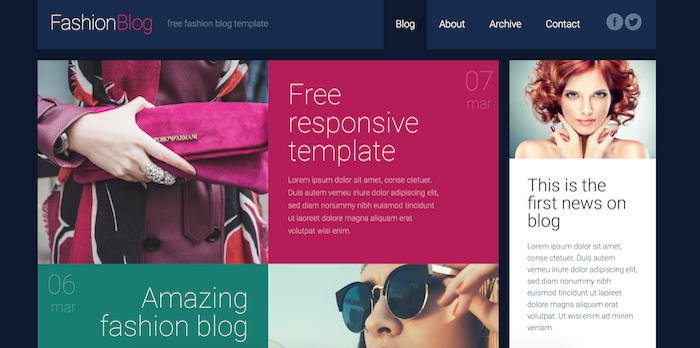 FashionBlog
free fashion blog template
Blog
About
Archive
Contact
EMPORIO ARMANI
07
mar
Free
responsive
template
Lorem ipsum dolor sit amet, conse ctetuer.
Duis autem verneu iriure dolor adipiscing elit,
sed diam nonummy nibh euismod tincidunt
ut laoreet dolore magna aliquam erat
volutpat wisi enim.
This is the
first news on
blog
Lorem ipsum dolor sit
amet, conse ctetuer. Duis
autem verneu iriure dolor
adipiscing elit, sed diam
nonummy nibh euismod
tincidunt ut laoreet dolore
magna aliquam erat
volutpat.
Ut wisi enim ad minim
veniam
06
mar
Amazing
fashion blog